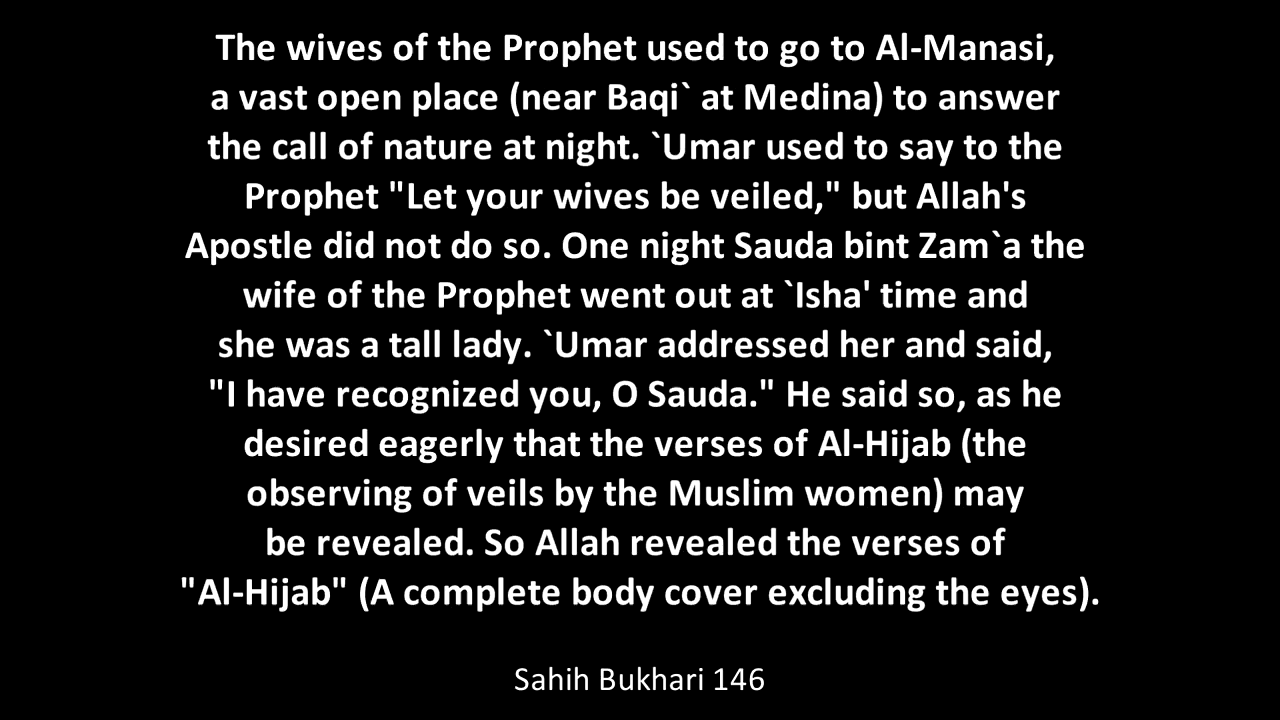 The wives of the Prophet used to go to Al-Manasi,
a vast open place (near Baqi` at Medina) to answer
the call of nature at night. `Umar used to say to the
Prophet "Let your wives be veiled," but Allah's
Apostle did not do so. One night Sauda bint Zam`a the
wife of the Prophet went out at `Isha' time and
she was a tall lady. `Umar addressed her and said,
"I have recognized you, O Sauda." He said so, as he
desired eagerly that the verses of Al-Hijab (the
observing of veils by the Muslim women) may
be revealed. So Allah revealed the verses of
"Al-Hijab" (A complete body cover excluding the eyes).
Sahih Bukhari 146